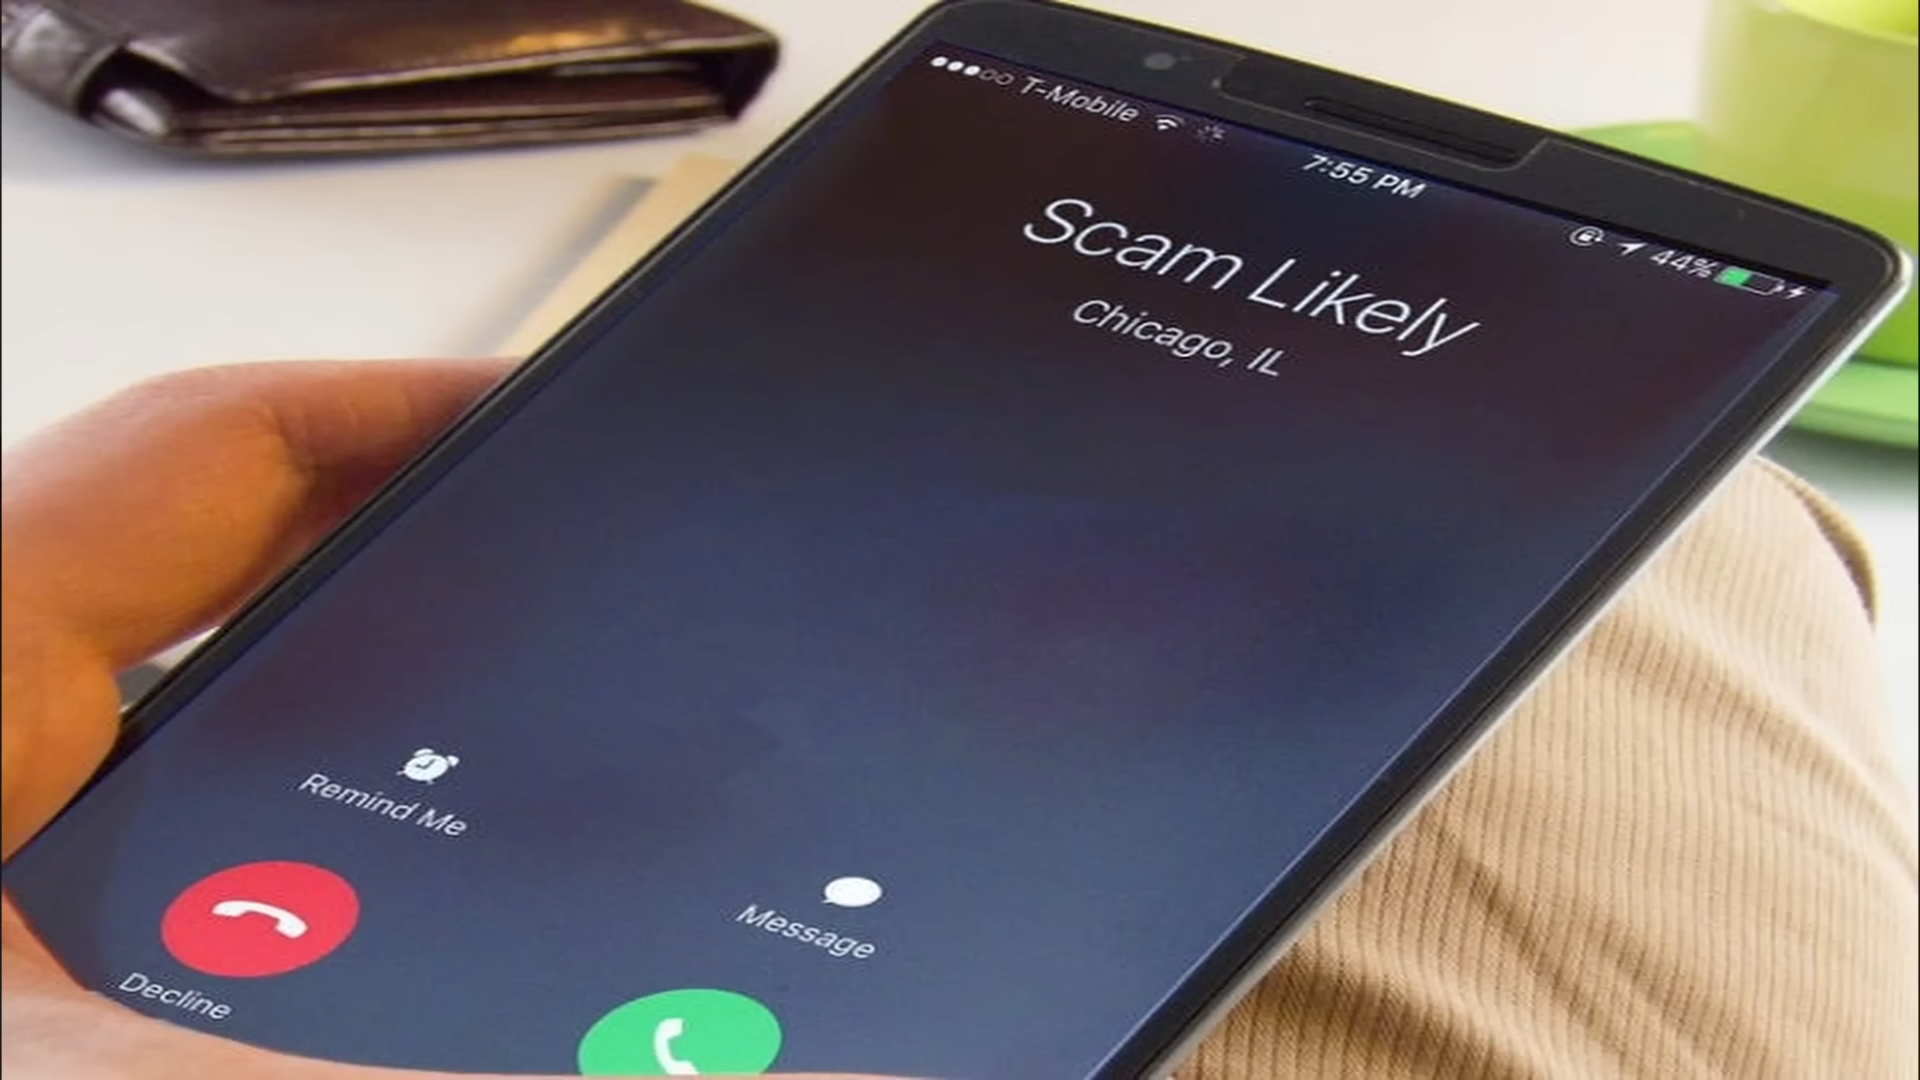 T-Mobile
7:55 PM
44%
Scam Likely
Chicago, IL
Remind Me
Message
Decline